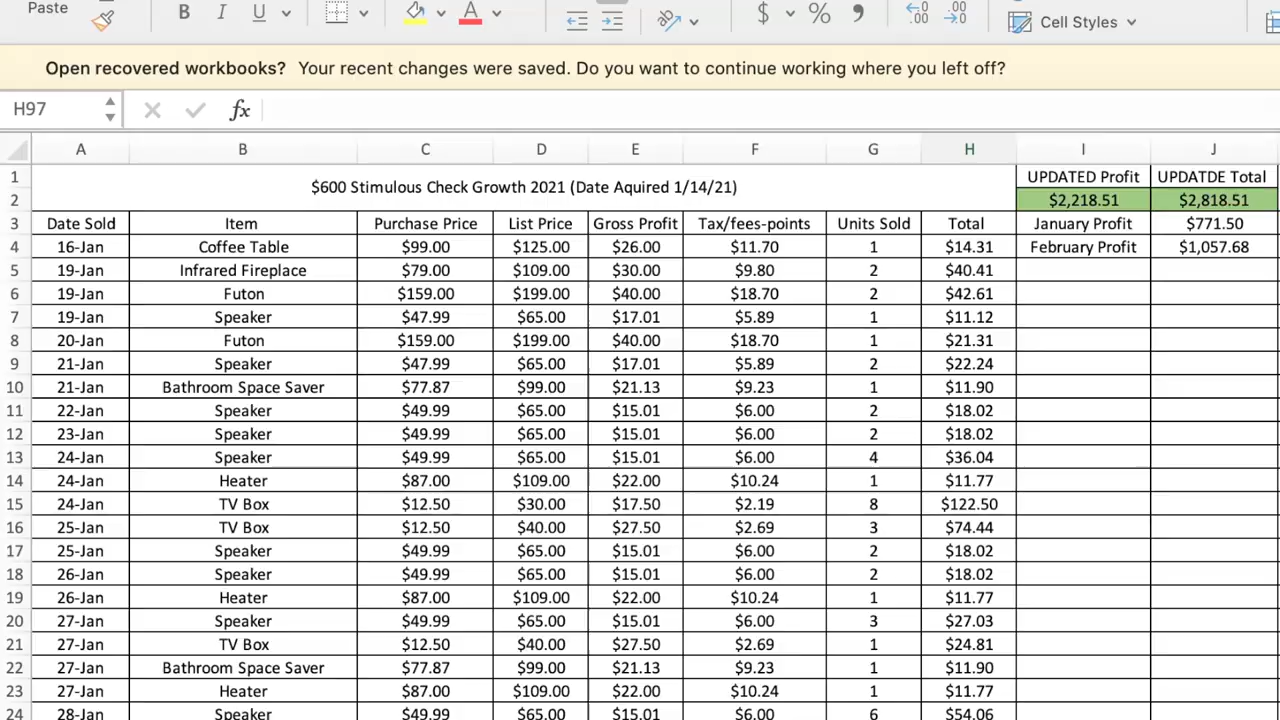 Paste B I U A $ % , .00 .00 Cell Styles
Open recovered workbooks? Your recent changes were saved. Do you want to continue working where you left off?
H97 fx
A B C D E F G H I J
1 $600 Stimulous Check Growth 2021 (Date Aquired 1/14/21) UPDATED Profit UPDATDE Total
2 $2,218.51 $2,818.51
3 Date Sold Item Purchase Price List Price Gross Profit Tax/fees-points Units Sold Total January Profit $771.50
4 16-Jan Coffee Table $99.00 $125.00 $26.00 $11.70 1 $14.31 February Profit $1,057.68
5 19-Jan Infrared Fireplace $79.00 $109.00 $30.00 $9.80 2 $40.41
6 19-Jan Futon $159.00 $199.00 $40.00 $18.70 2 $42.61
7 19-Jan Speaker $47.99 $65.00 $17.01 $5.89 1 $11.12
8 20-Jan Futon $159.00 $199.00 $40.00 $18.70 1 $21.31
9 21-Jan Speaker $47.99 $65.00 $17.01 $5.89 2 $22.24
10 21-Jan Bathroom Space Saver $77.87 $99.00 $21.13 $9.23 1 $11.90
11 22-Jan Speaker $49.99 $65.00 $15.01 $6.00 2 $18.02
12 23-Jan Speaker $49.99 $65.00 $15.01 $6.00 2 $18.02
13 24-Jan Speaker $49.99 $65.00 $15.01 $6.00 4 $36.04
14 24-Jan Heater $87.00 $109.00 $22.00 $10.24 1 $11.77
15 24-Jan TV Box $12.50 $30.00 $17.50 $2.19 8 $122.50
16 25-Jan TV Box $12.50 $40.00 $27.50 $2.69 3 $74.44
17 25-Jan Speaker $49.99 $65.00 $15.01 $6.00 2 $18.02
18 26-Jan Speaker $49.99 $65.00 $15.01 $6.00 2 $18.02
19 26-Jan Heater $87.00 $109.00 $22.00 $10.24 1 $11.77
20 27-Jan Speaker $49.99 $65.00 $15.01 $6.00 3 $27.03
21 27-Jan TV Box $12.50 $40.00 $27.50 $2.69 1 $24.81
22 27-Jan Bathroom Space Saver $77.87 $99.00 $21.13 $9.23 1 $11.90
23 27-Jan Heater $87.00 $109.00 $22.00 $10.24 1 $11.77
24 28-Jan Speaker $49.99 $65.00 $15.01 $6.00 6 $54.06